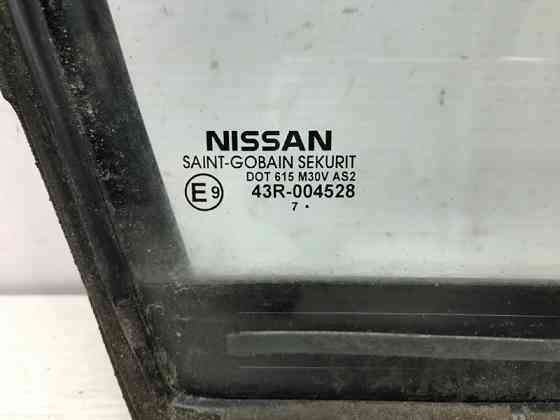 NISSAN
SAINT-GOBAIN SEKURIT
DOT 615 M30V AS2
E9 43R-004528
7 .